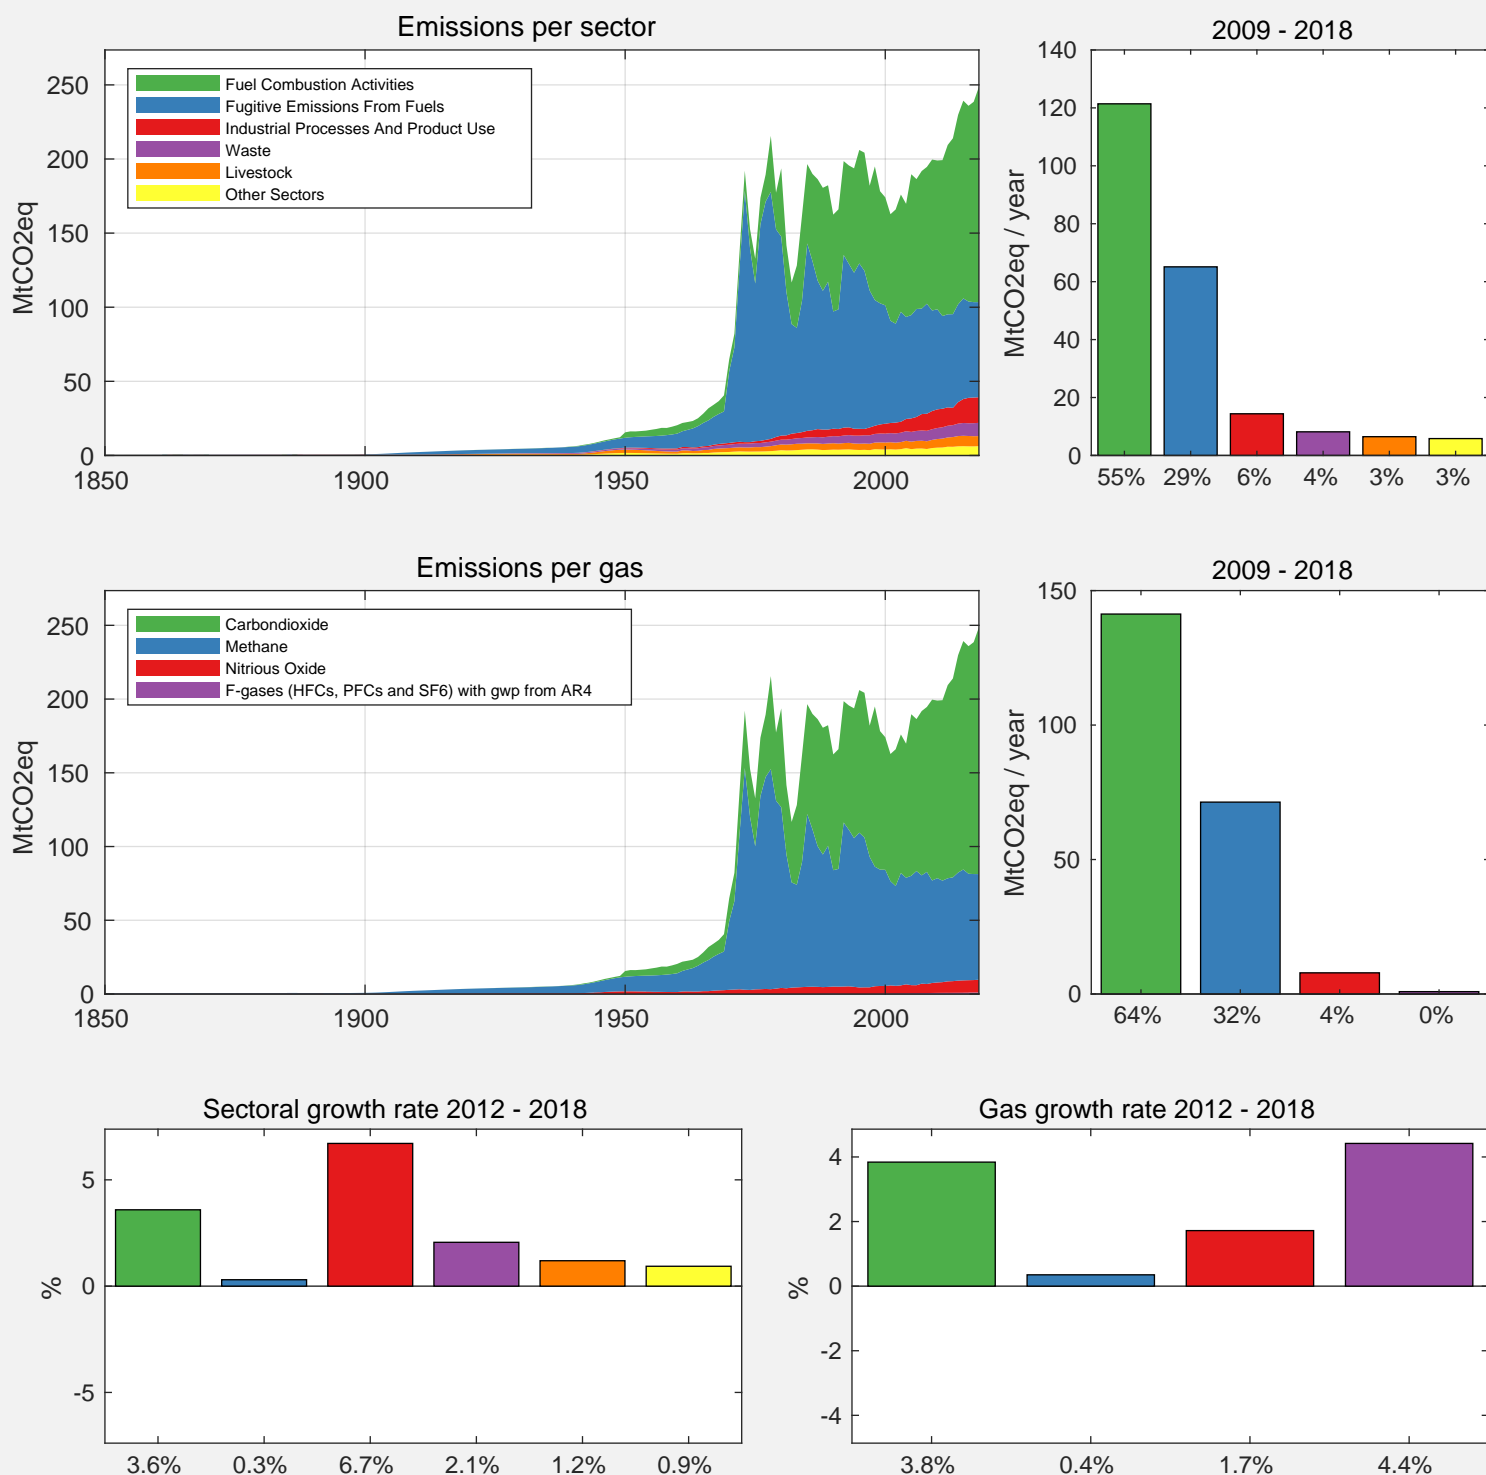 Emissions per sector
2009 - 2018
250
200
150
100
50
0
MtCO2eq
1850
1900
1950
2000
Fuel Combustion Activities
Fugitive Emissions From Fuels
Industrial Processes And Product Use
Waste
Livestock
Other Sectors
140
120
100
80
60
40
20
0
MtCO2eq / year
55% 29% 6% 4% 3% 3%
Emissions per gas
2009 - 2018
250
200
150
100
50
0
MtCO2eq
1850
1900
1950
2000
Carbondioxide
Methane
Nitrious Oxide
F-gases (HFCs, PFCs and SF6) with gwp from AR4
150
100
50
0
MtCO2eq / year
64% 32% 4% 0%
Sectoral growth rate 2012 - 2018
5
0
-5
%
3.6% 0.3% 6.7% 2.1% 1.2% 0.9%
Gas growth rate 2012 - 2018
4
2
0
-2
-4
%
3.8% 0.4% 1.7% 4.4%